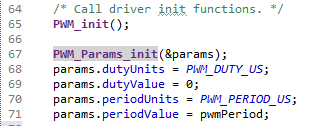 64 /* Call driver init functions. */
65 PWM_init();
66
67 PWM_Params_init(&params);
68 params.dutyUnits = PWM_DUTY_US;
69 params.dutyValue = 0;
70 params.periodUnits = PWM_PERIOD_US;
71 params.periodValue = pwmPeriod;